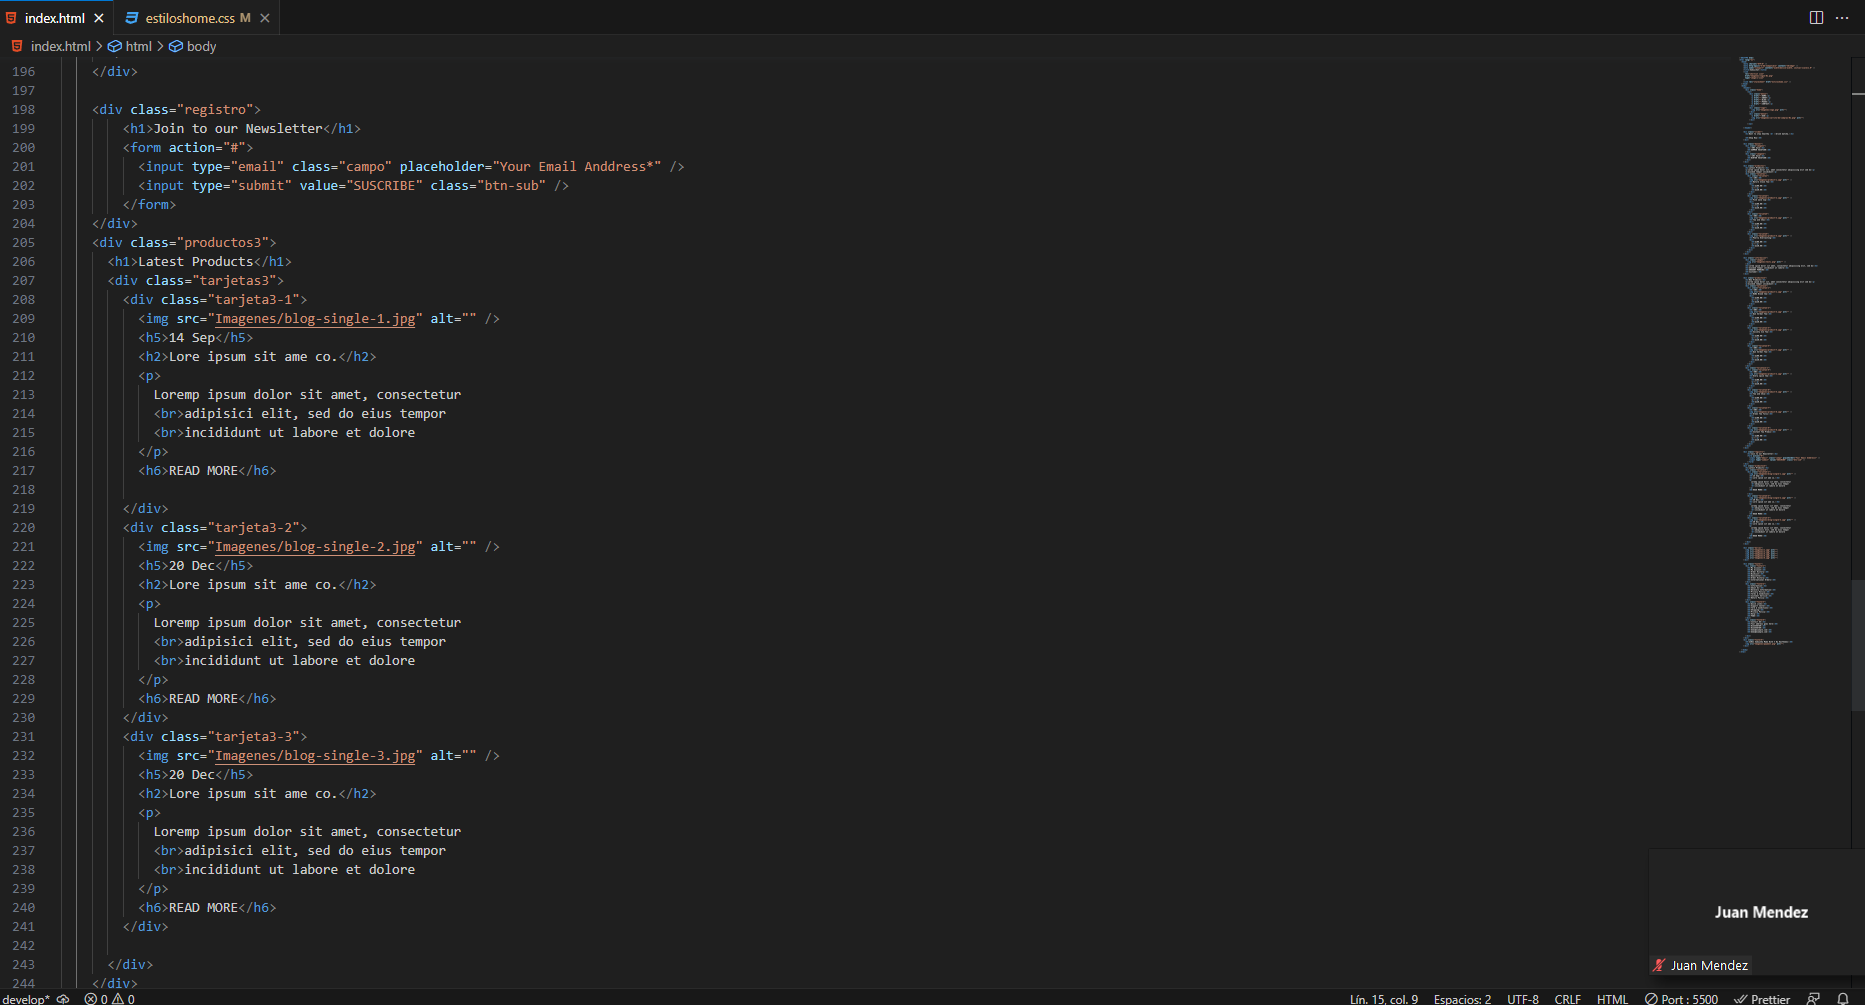 index.html
estiloshome.css M
index.html > html > body
196 </div>
197
198 <div class="registro">
199 <h1>Join to our Newsletter</h1>
200 <form action="#">
201 <input type="email" class="campo" placeholder="Your Email Anddress*" />
202 <input type="submit" value="SUSCRIBE" class="btn-sub" />
203 </form>
204 </div>
205 <div class="productos3">
206 <h1>Latest Products</h1>
207 <div class="tarjetas3">
208 <div class="tarjeta3-1">
209 <img src="Imagenes/blog-single-1.jpg" alt="" />
210 <h5>14 Sep</h5>
211 <h2>Lore ipsum sit ame co.</h2>
212 <p>
213 Loremp ipsum dolor sit amet, consectetur
214 <br>adipisici elit, sed do eius tempor
215 <br>incididunt ut labore et dolore
216 </p>
217 <h6>READ MORE</h6>
218
219 </div>
220 <div class="tarjeta3-2">
221 <img src="Imagenes/blog-single-2.jpg" alt="" />
222 <h5>20 Dec</h5>
223 <h2>Lore ipsum sit ame co.</h2>
224 <p>
225 Loremp ipsum dolor sit amet, consectetur
226 <br>adipisici elit, sed do eius tempor
227 <br>incididunt ut labore et dolore
228 </p>
229 <h6>READ MORE</h6>
230 </div>
231 <div class="tarjeta3-3">
232 <img src="Imagenes/blog-single-3.jpg" alt="" />
233 <h5>20 Dec</h5>
234 <h2>Lore ipsum sit ame co.</h2>
235 <p>
236 Loremp ipsum dolor sit amet, consectetur
237 <br>adipisici elit, sed do eius tempor
238 <br>incididunt ut labore et dolore
239 </p>
240 <h6>READ MORE</h6>
241 </div>
242
243 </div>
244 </div>
Juan Mendez
Juan Mendez
develop* 0 0 Lín. 15, col. 9 Espacios: 2 UTF-8 CRLF HTML Port : 5500 Prettier